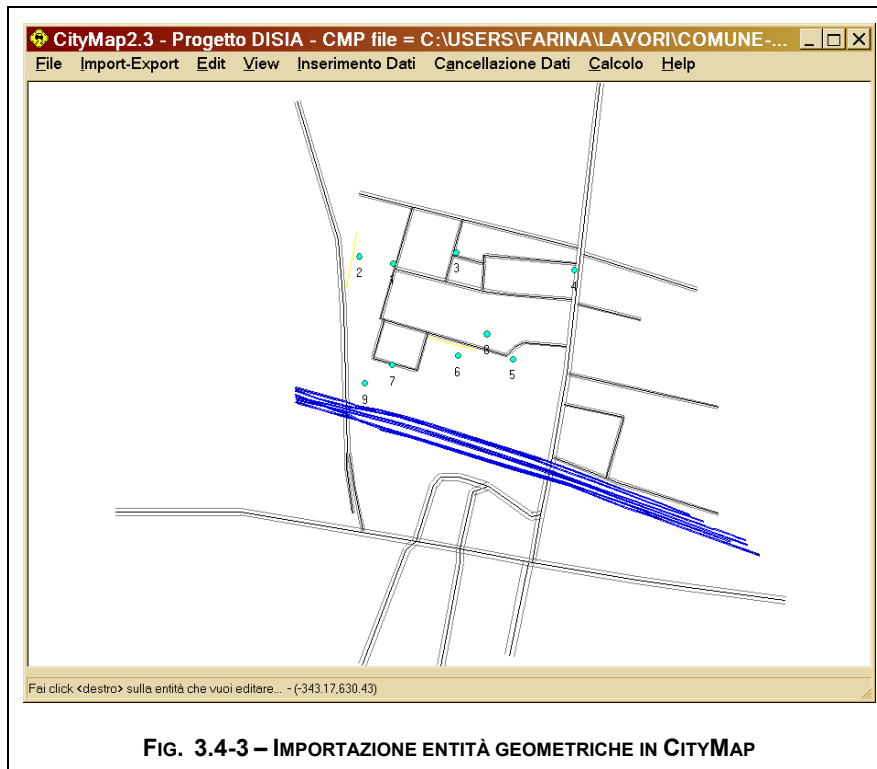 CityMap2.3 - Progetto DISIA - CMP file = C:\USERS\FARINA\LAVORI\COMUNE-...
File Import-Export Edit View Inserimento Dati Cancellazione Dati Calcolo Help
3
2
4
8
6
5
7
9
Fai click <destro> sulla entità che vuoi editare... - (-343.17,630.43)
FIG. 3.4-3 – IMPORTAZIONE ENTITÀ GEOMETRICHE IN CITYMAP